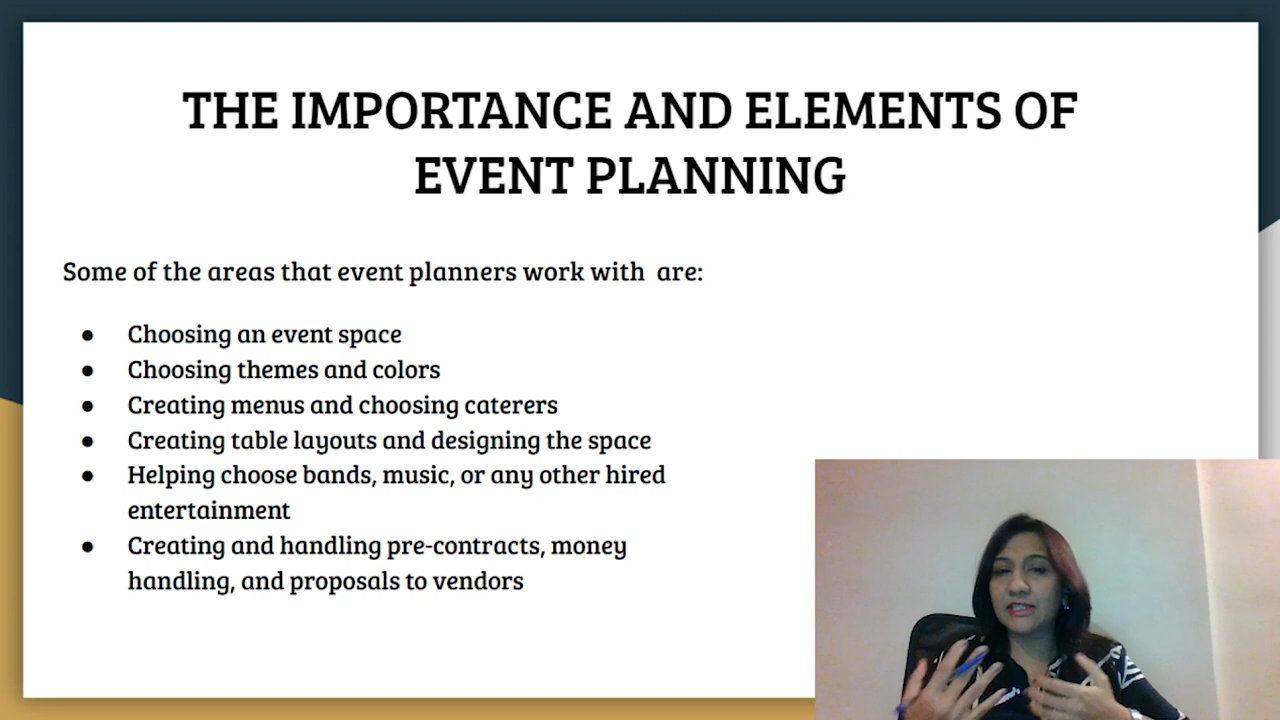 THE IMPORTANCE AND ELEMENTS OF
EVENT PLANNING
Some of the areas that event planners work with  are:
● Choosing an event space
● Choosing themes and colors
● Creating menus and choosing caterers
● Creating table layouts and designing the space
● Helping choose bands, music, or any other hired
entertainment
● Creating and handling pre-contracts, money
handling, and proposals to vendors